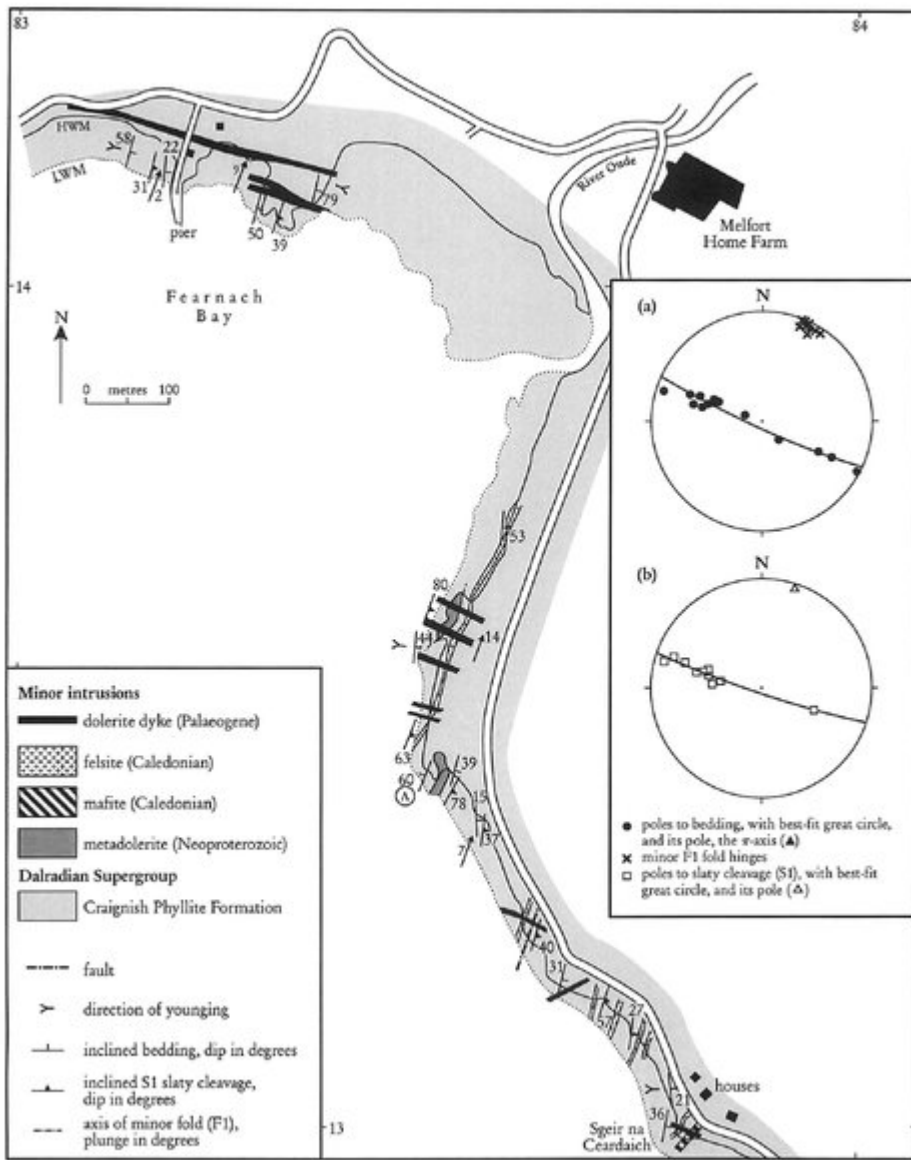 83
84
HWM
LWM
58
22
31
2
?
79
50
39
pier
River Oude
Melfort
Home Farm
14
Fearnach
Bay
N
0 metres 100
53
80
44
14
63
60
A
39
78
15
37
7
40
31
57
27
21
36
houses
Sgeir na
Ceardaich
13
(a)
N
(b)
N
poles to bedding, with best-fit great circle,
and its pole, the π-axis (▲)
minor F1 fold hinges
poles to slaty cleavage (S1), with best-fit
great circle, and its pole (△)
Minor intrusions
dolerite dyke (Palaeogene)
felsite (Caledonian)
mafite (Caledonian)
metadolerite (Neoproterozoic)
Dalradian Supergroup
Craignish Phyllite Formation
fault
direction of younging
inclined bedding, dip in degrees
inclined S1 slaty cleavage,
dip in degrees
axis of minor fold (F1),
plunge in degrees